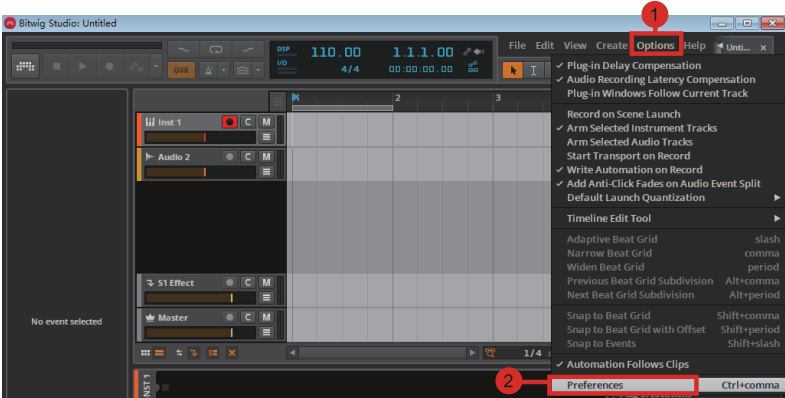 Bitwig Studio: Untitled
1
File Edit View Create Options Help Unti... x
DSP 110.00 1.1.1.00
I/O 4/4 00:00:00.00
OVR
Plug-in Delay Compensation
Audio Recording Latency Compensation
Plug-in Windows Follow Current Track
Record on Scene Launch
Arm Selected Instrument Tracks
Arm Selected Audio Tracks
Start Transport on Record
Write Automation on Record
Add Anti-Click Fades on Audio Event Split
Default Launch Quantization
Timeline Edit Tool
Adaptive Beat Grid slash
Narrow Beat Grid comma
Widen Beat Grid period
Previous Beat Grid Subdivision Alt+comma
Next Beat Grid Subdivision Alt+period
Snap to Beat Grid Shift+comma
Snap to Beat Grid with Offset Shift+period
Snap to Events Shift+slash
Automation Follows Clips
2
Preferences Ctrl+comma
2 3
Inst 1 C M
Audio 2 C M
S1 Effect C M
Master C M
No event selected
1/4
INST 1